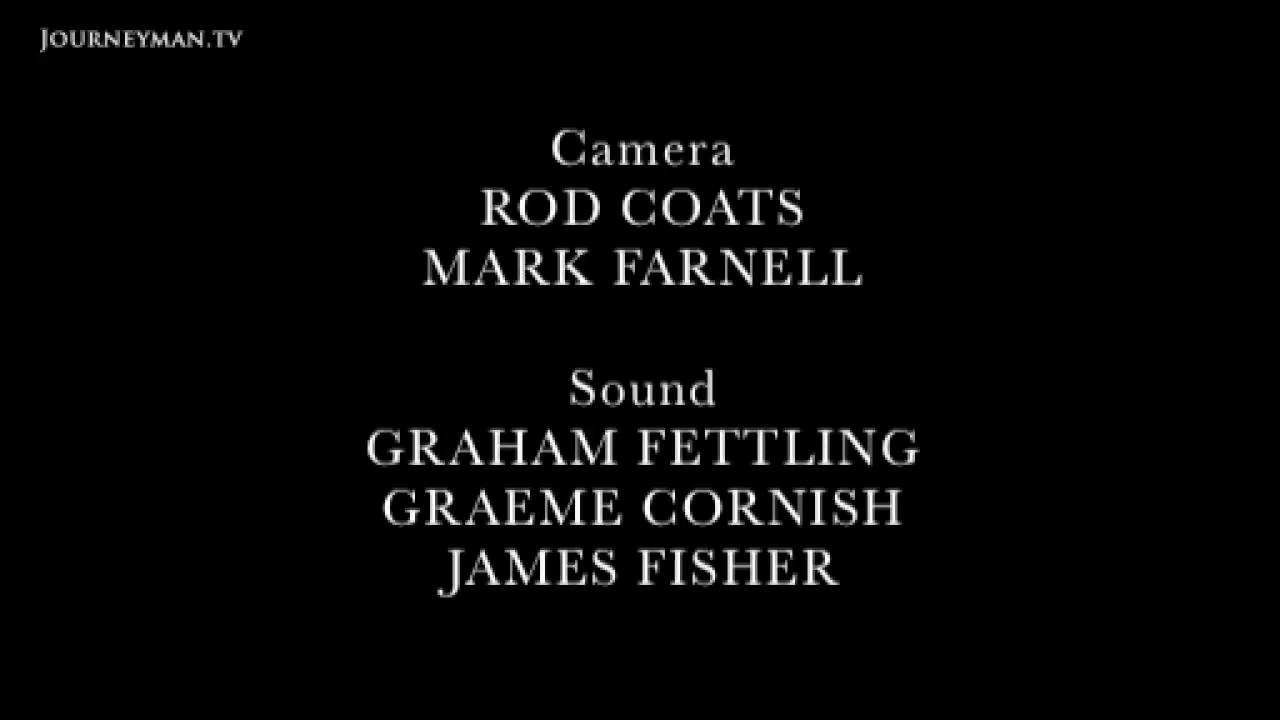 JOURNEYMAN.TV
Camera
ROD COATS
MARK FARNELL
Sound
GRAHAM FETTLING
GRAEME CORNISH
JAMES FISHER